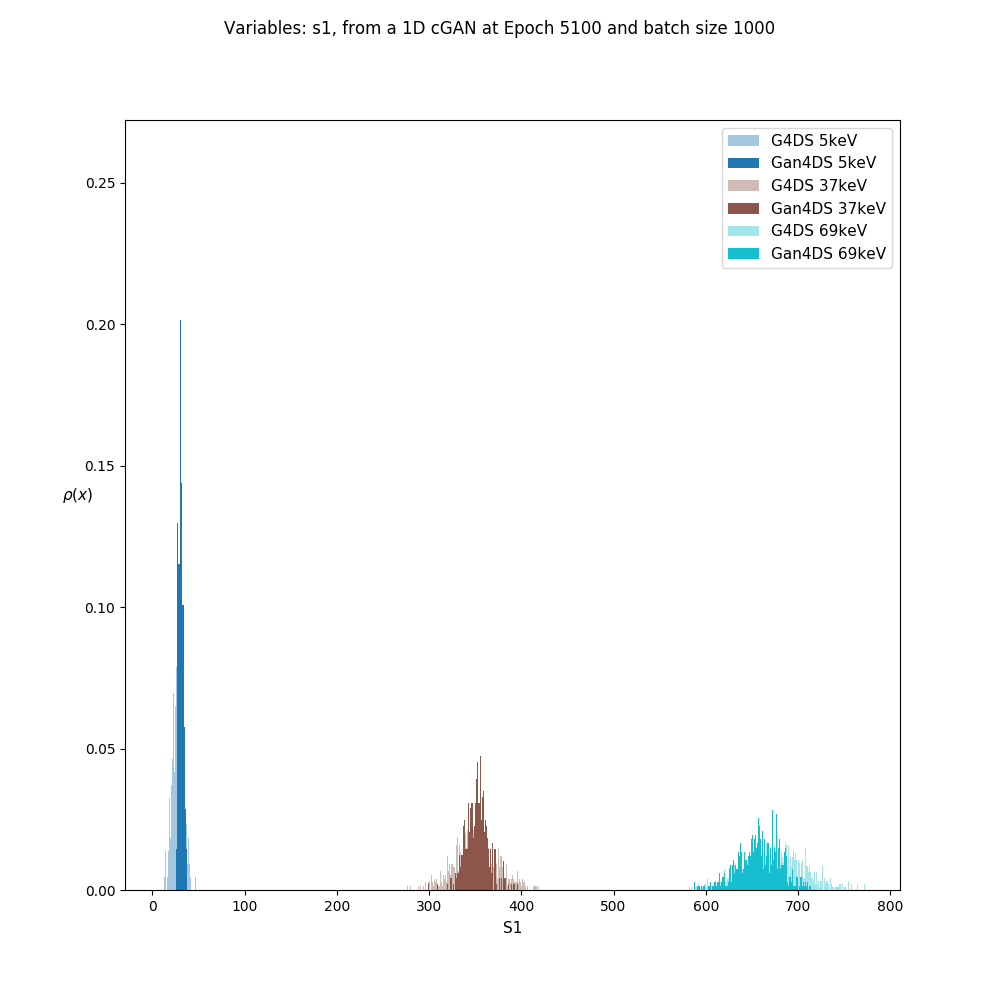 Variables: s1, from a 1D cGAN at Epoch 5100 and batch size 1000
G4DS 5keV
Gan4DS 5keV
G4DS 37keV
Gan4DS 37keV
G4DS 69keV
Gan4DS 69keV
0.25
0.20
0.15
ρ(x)
0.10
0.05
0.00
0 100 200 300 400 500 600 700 800
S1